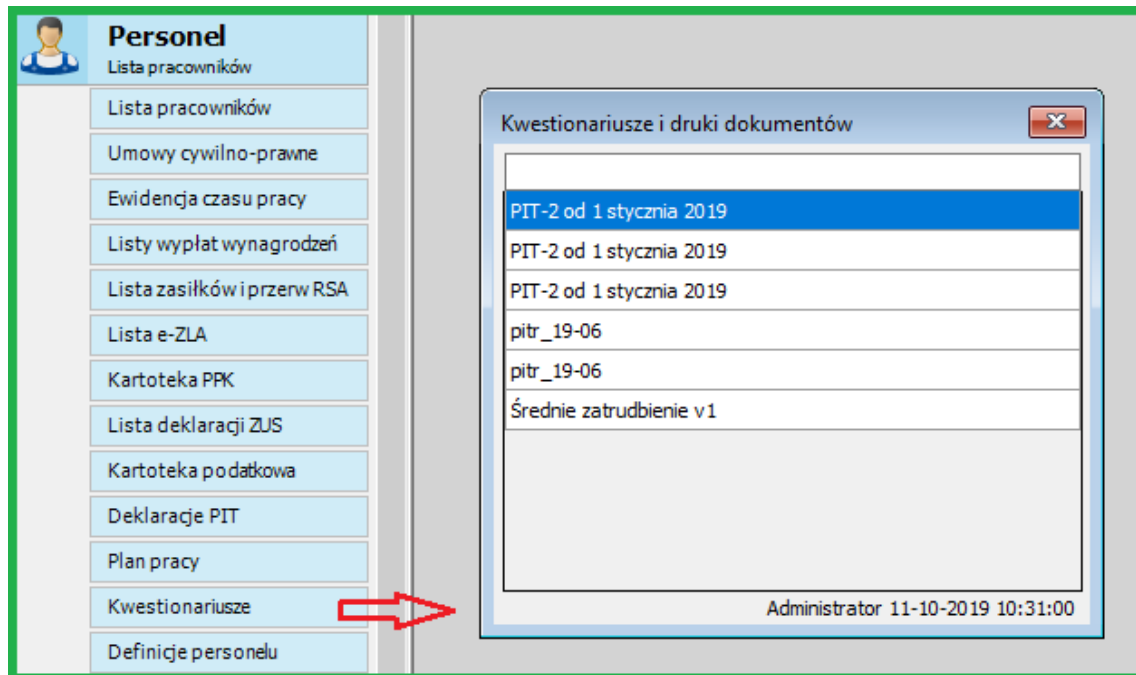 Personel
Lista pracowników
Lista pracowników
Umowy cywilno-prawne
Ewidencja czasu pracy
Listy wypłat wynagrodzeń
Lista zasiłków i przerw RSA
Lista e-ZLA
Kartoteka PPK
Lista deklaracji ZUS
Kartoteka podatkowa
Deklaracje PIT
Plan pracy
Kwestionariusze
Definicje personelu
Kwestionariusze i druki dokumentów
PIT-2 od 1 stycznia 2019
PIT-2 od 1 stycznia 2019
PIT-2 od 1 stycznia 2019
pitr_19-06
pitr_19-06
Średnie zatrudbienie v1
Administrator 11-10-2019 10:31:00